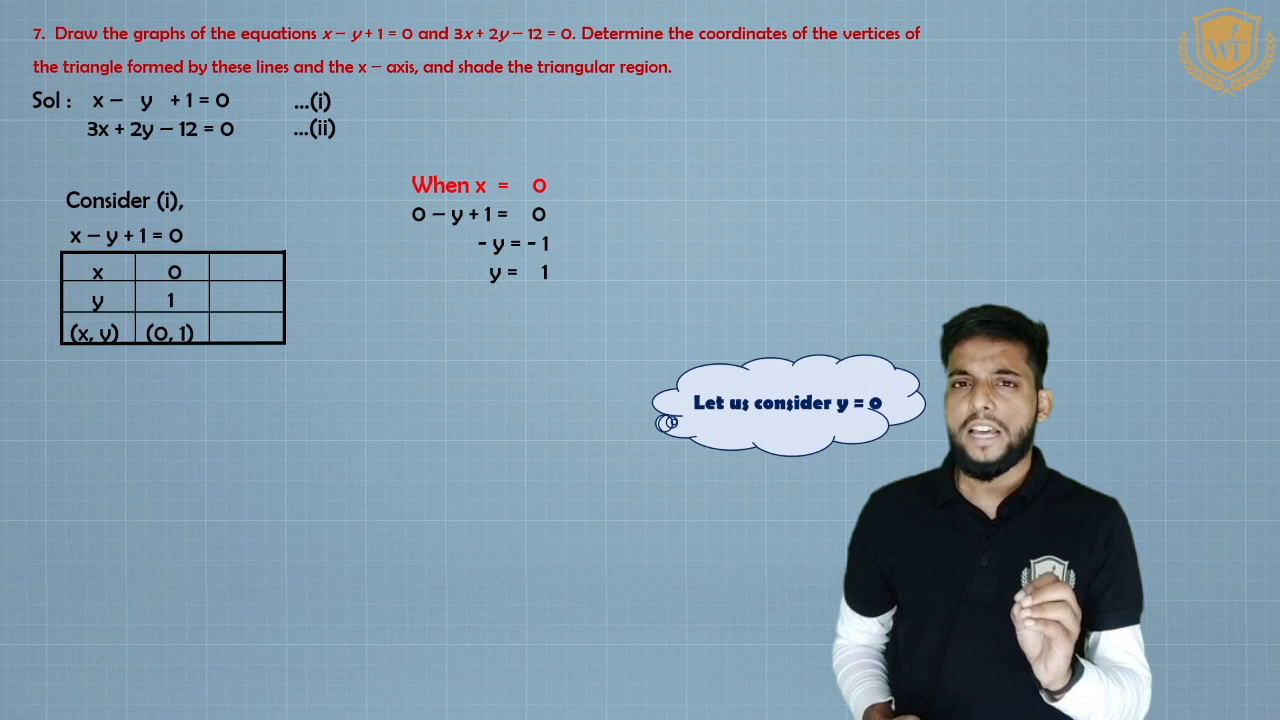 7. Draw the graphs of the equations x – y + 1 = 0 and 3x + 2y – 12 = 0. Determine the coordinates of the vertices of
the triangle formed by these lines and the x – axis, and shade the triangular region.
Sol : x – y + 1 = 0 ...(i)
3x + 2y – 12 = 0 ...(ii)
Consider (i),
x – y + 1 = 0
x 0
y 1
(x, y) (0, 1)
When x = 0
0 – y + 1 = 0
- y = - 1
y = 1
Let us consider y = 0
WT